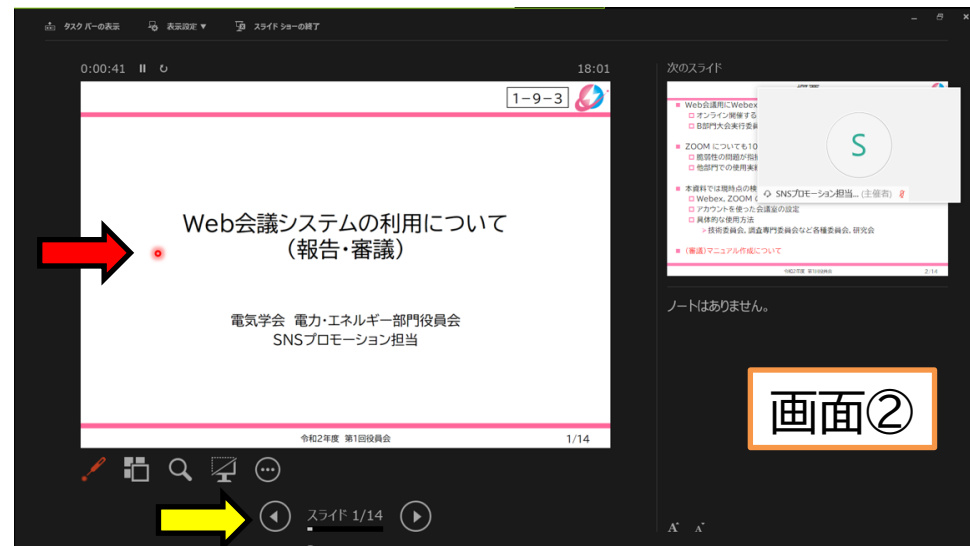 タスク バーの表示 表示設定 ▼ スライド ショーの終了
0:00:41 18:01
1-9-3
Web会議システムの利用について
(報告・審議)
電気学会 電力・エネルギー部門役員会
SNSプロモーション担当
令和2年度 第1回役員会 1/14
スライド 1/14
次のスライド
Web会議用にWebex
オンライン開催する
B部門大会実行委員
ZOOM についても10
脆弱性の問題が指
他部門での使用実
本資料では現時点の検
Webex、ZOOM
アカウントを使った会議室の設定
具体的な使用方法
> 技術委員会、調査専門委員会など各種委員会、研究会
(審議)マニュアル作成について
令和2年度 第1回役員会 2/14
S
SNSプロモーション担当... (主催者)
ノートはありません。
画面②
A A